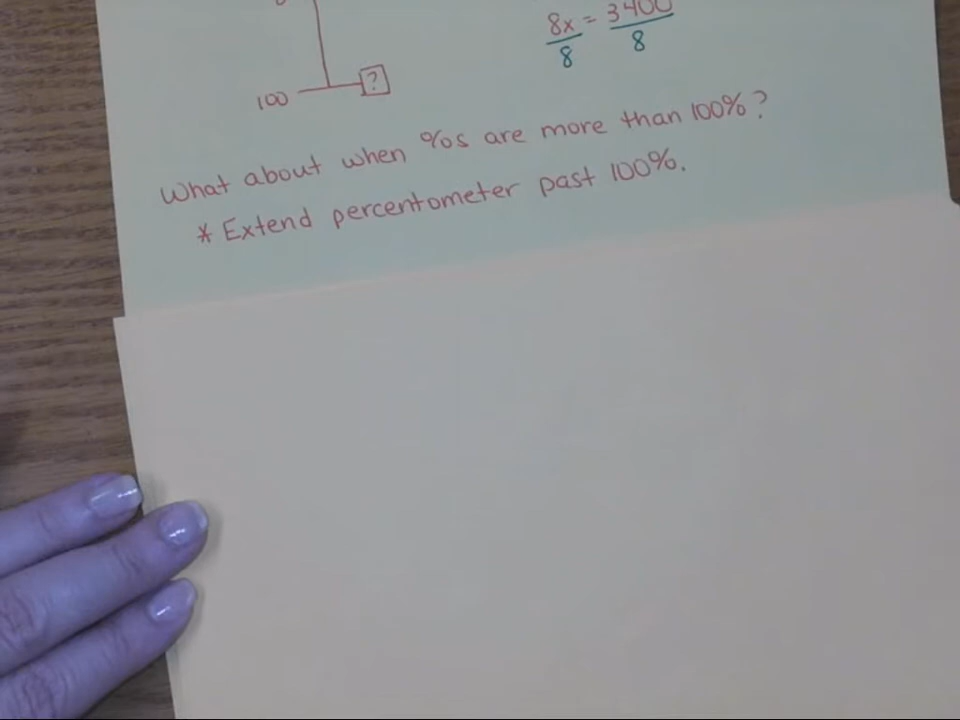 8x = 3400
8 8
100 ?
What about when %s are more than 100%?
* Extend percentometer past 100%.